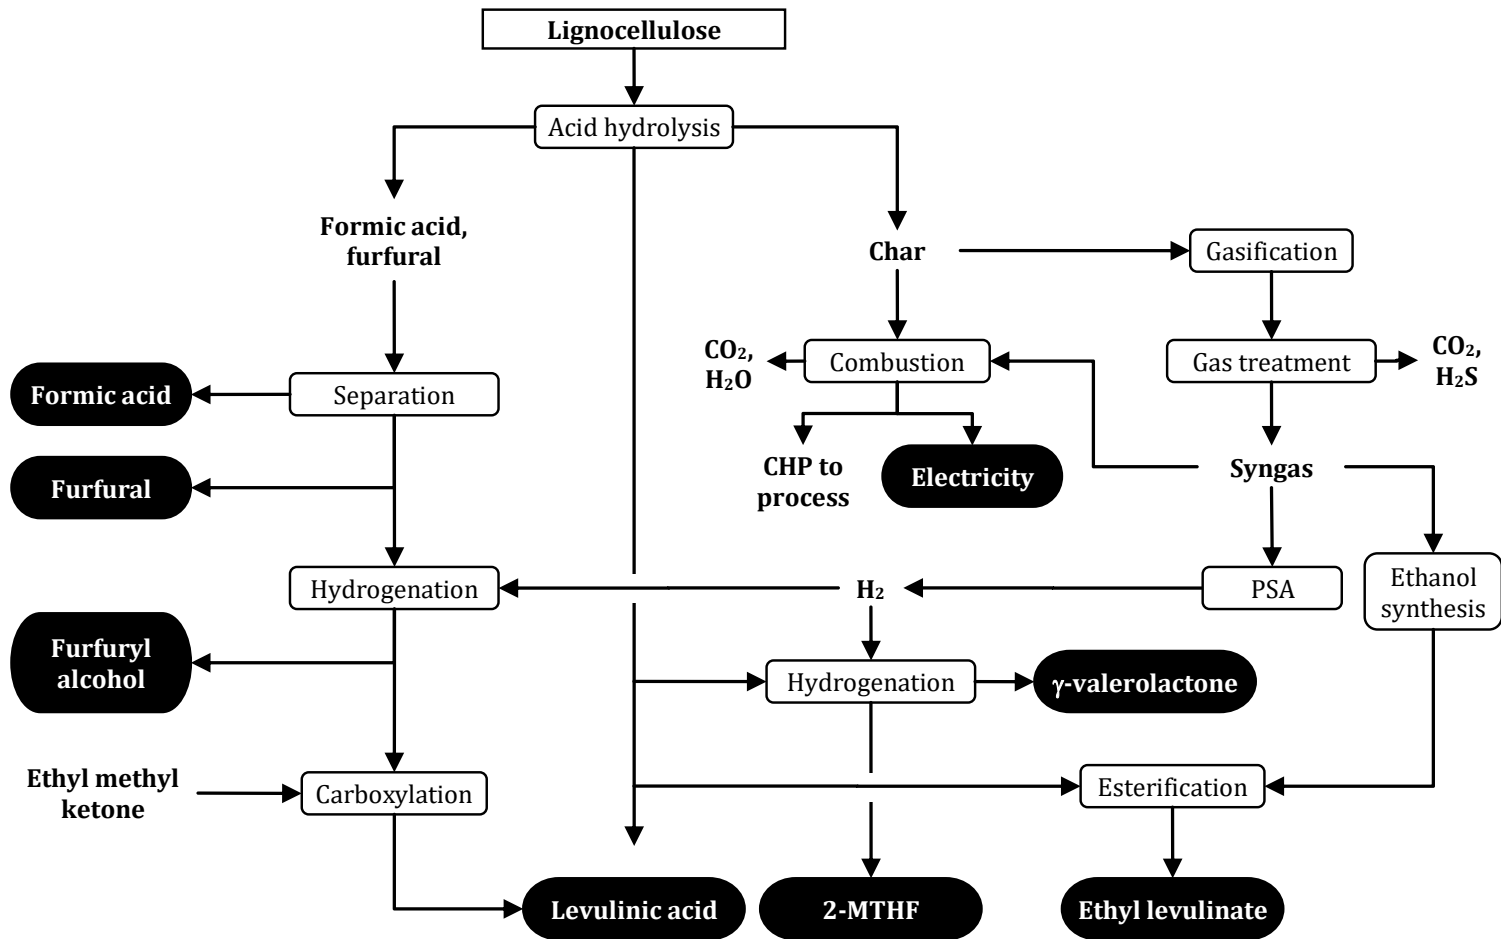 Lignocellulose
Acid hydrolysis
Formic acid,
furfural
Char
Gasification
CO₂,
H₂O
Combustion
Gas treatment
CO₂,
H₂S
Formic acid
Separation
CHP to
process
Electricity
Syngas
Furfural
Hydrogenation
H₂
PSA
Ethanol
synthesis
Furfuryl
alcohol
Hydrogenation
γ-valerolactone
Ethyl methyl
ketone
Carboxylation
Esterification
Levulinic acid
2-MTHF
Ethyl levulinate